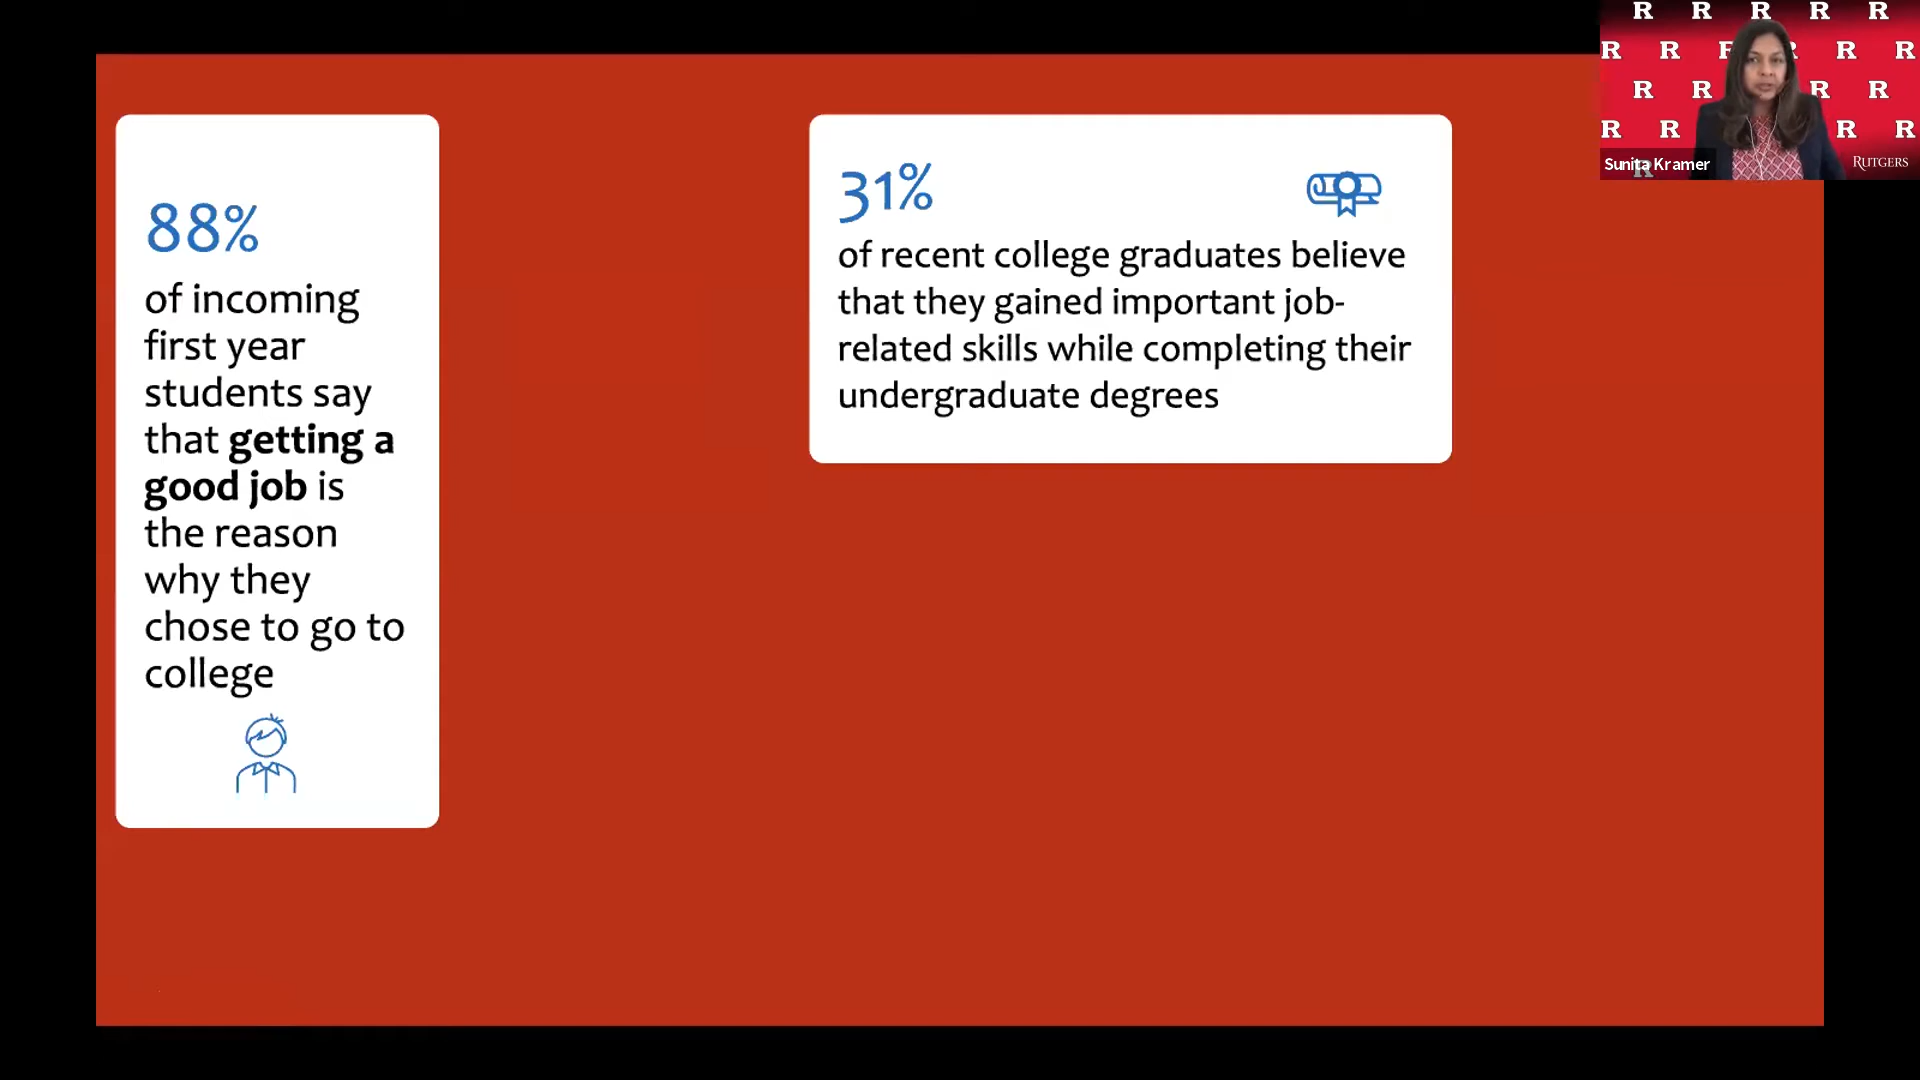 88%
of incoming
first year
students say
that getting a
good job is
the reason
why they
chose to go to
college
31%
of recent college graduates believe
that they gained important job-
related skills while completing their
undergraduate degrees
R R R R R
R R R R R R
R R R R
R R R R
R
Sunita Kramer
RUTGERS